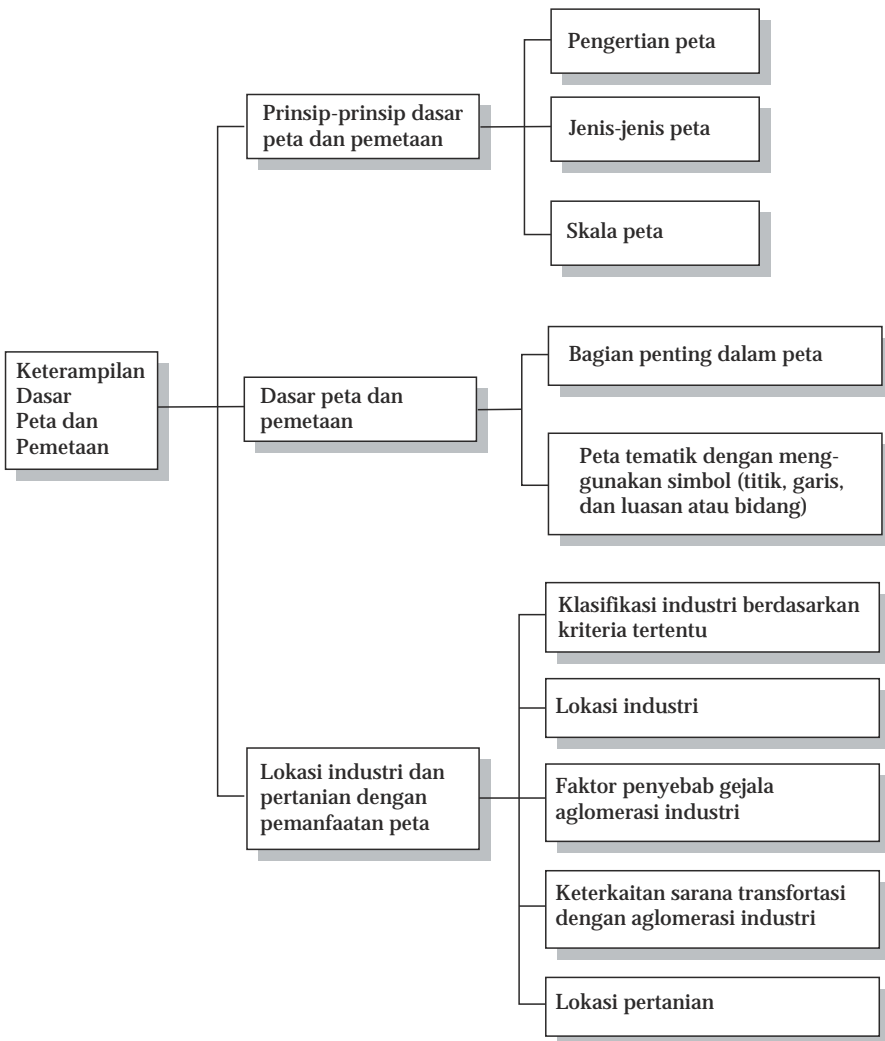 Keterampilan
Dasar
Peta dan
Pemetaan
Prinsip-prinsip dasar
peta dan pemetaan
Pengertian peta
Jenis-jenis peta
Skala peta
Dasar peta dan
pemetaan
Bagian penting dalam peta
Peta tematik dengan meng-
gunakan simbol (titik, garis,
dan luasan atau bidang)
Lokasi industri dan
pertanian dengan
pemanfaatan peta
Klasifikasi industri berdasarkan
kriteria tertentu
Lokasi industri
Faktor penyebab gejala
aglomerasi industri
Keterkaitan sarana transfortasi
dengan aglomerasi industri
Lokasi pertanian